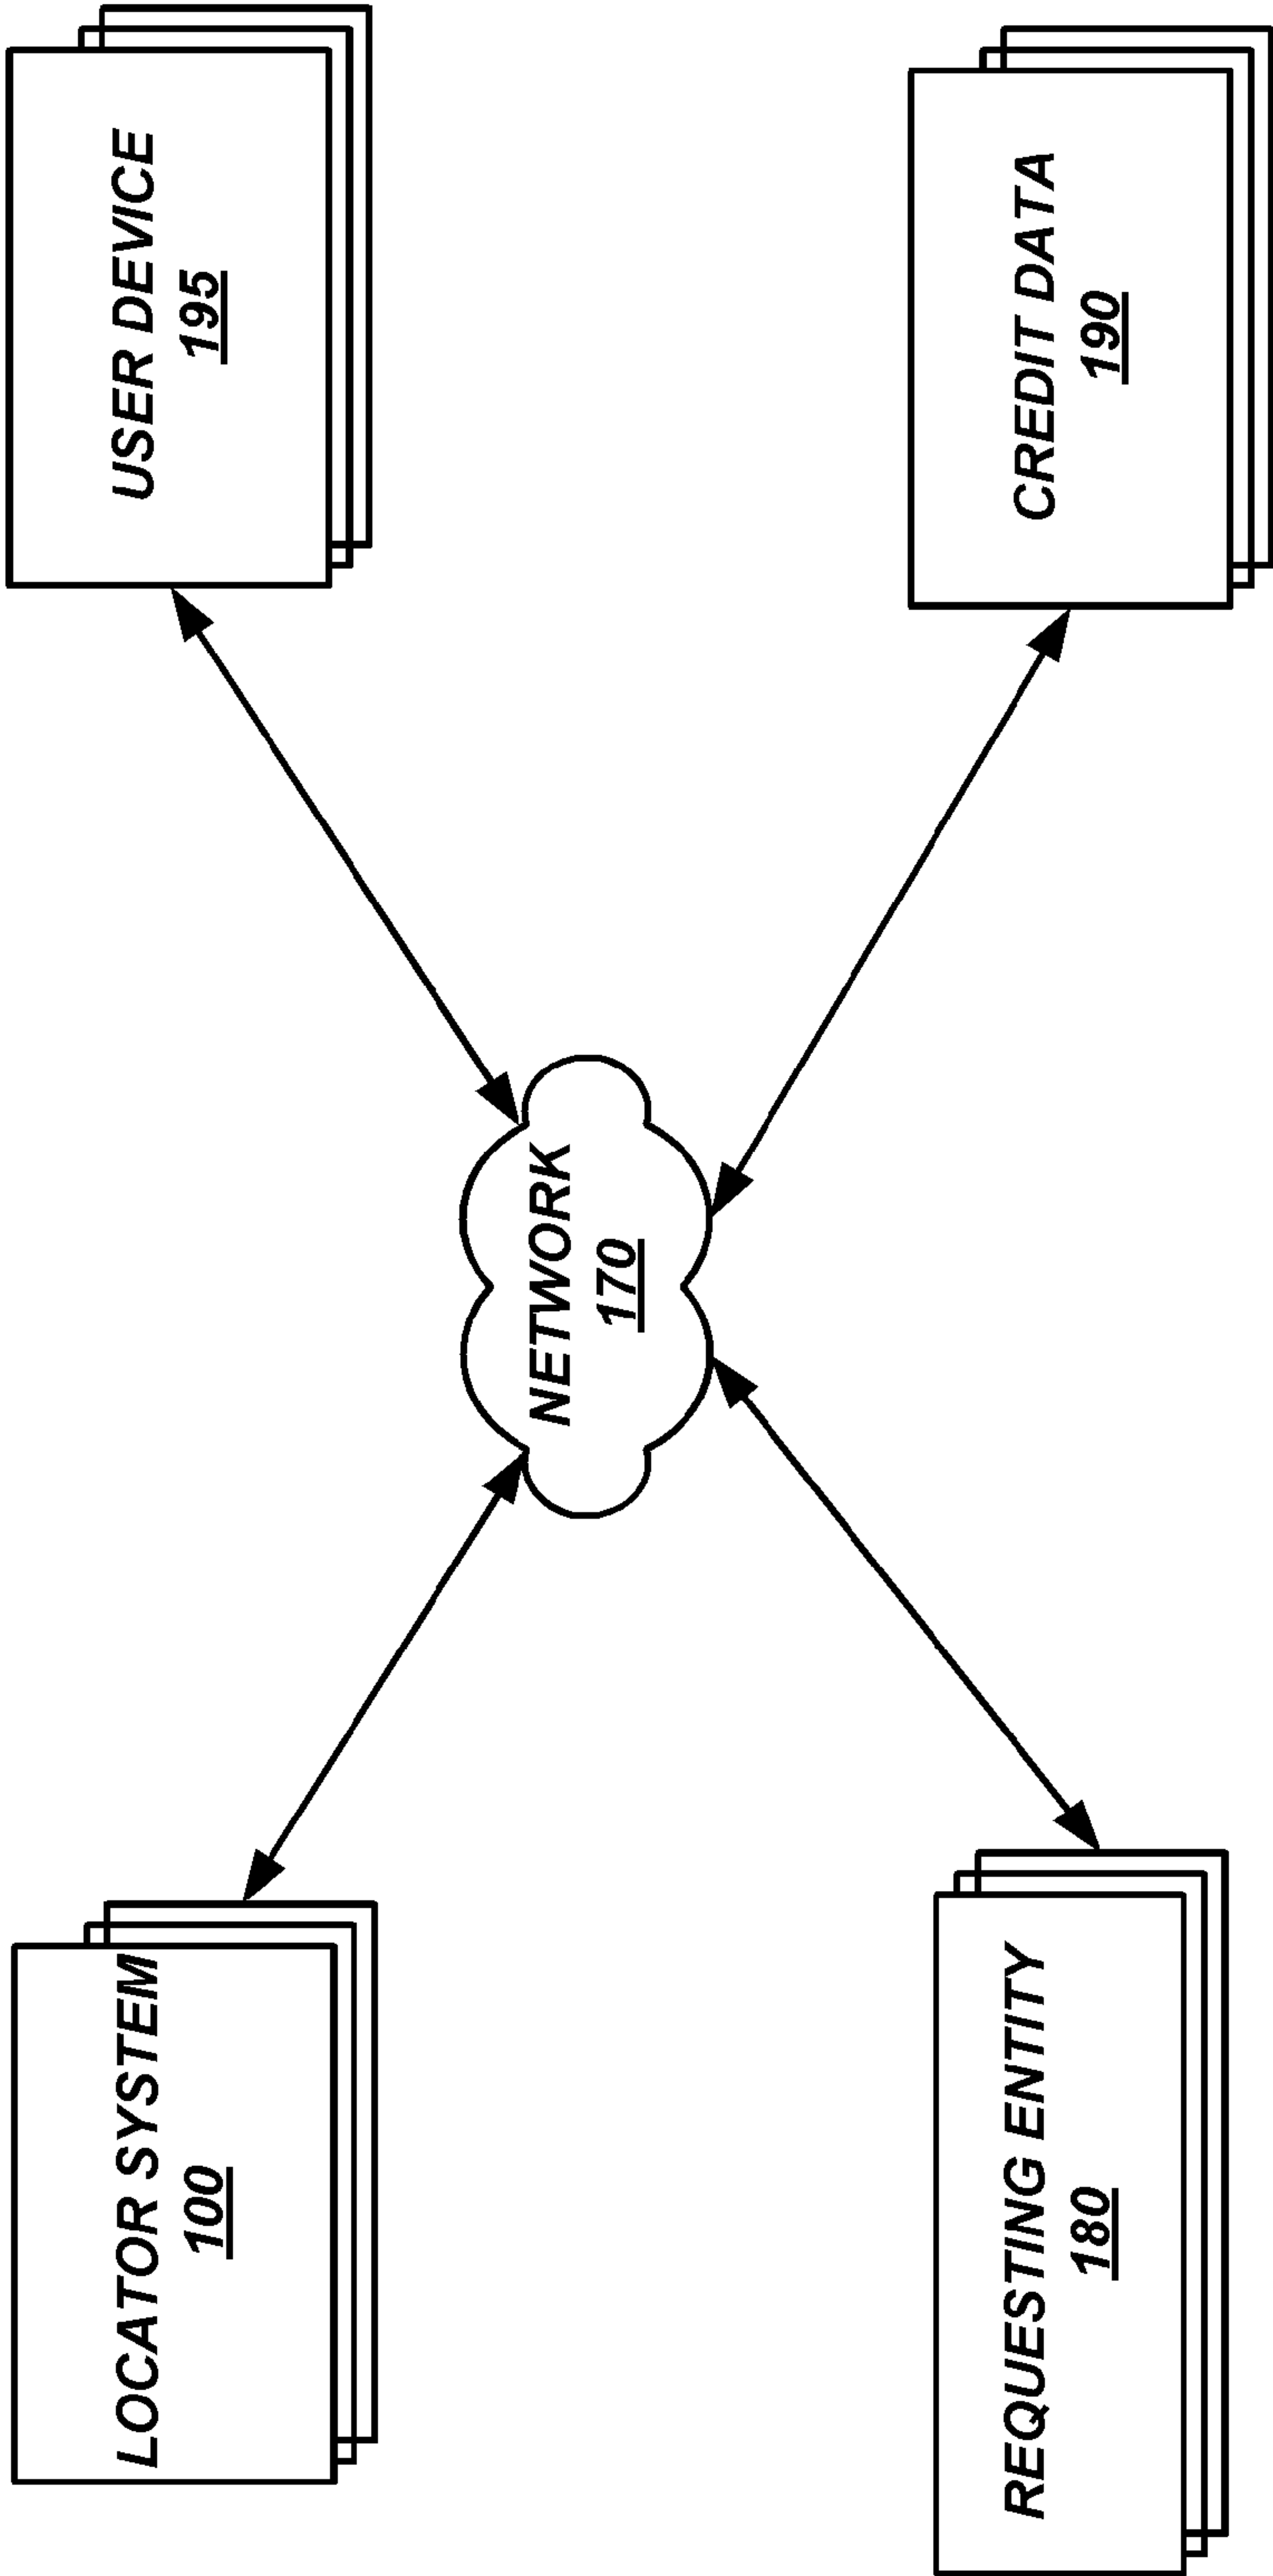 LOCATOR SYSTEM
100
USER DEVICE
195
NETWORK
170
REQUESTING ENTITY
180
CREDIT DATA
190